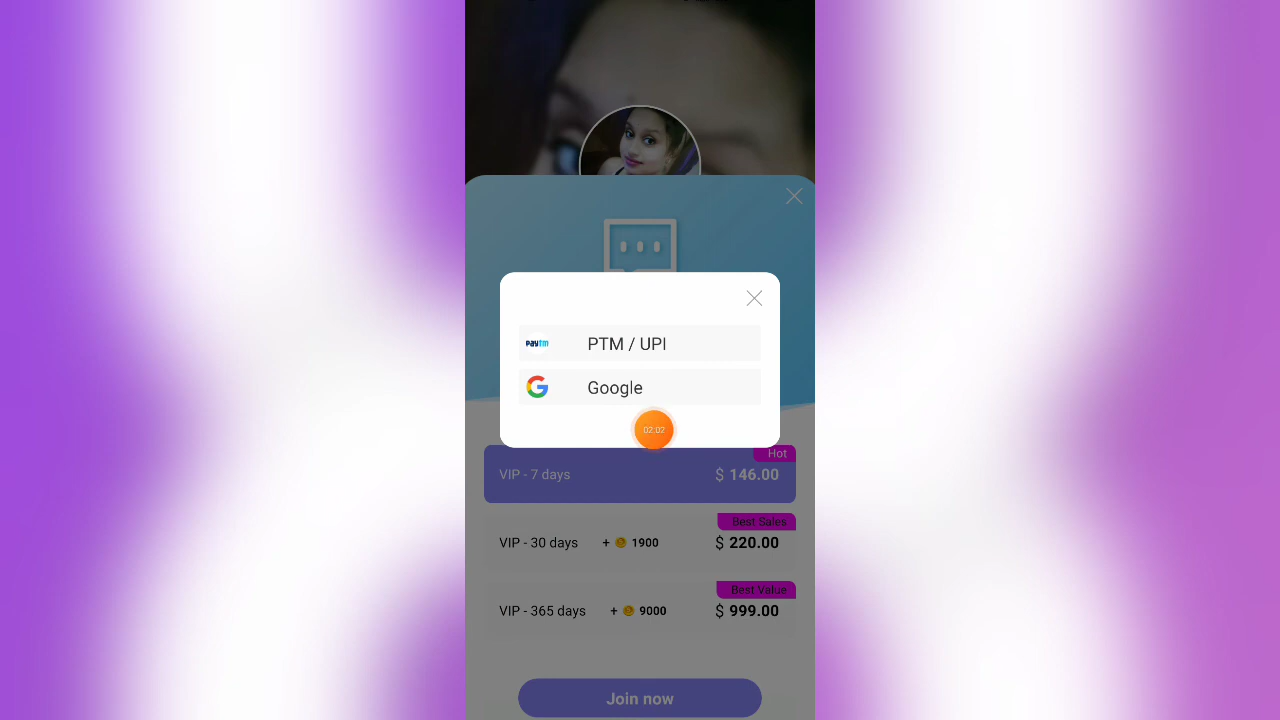 paytm
PTM / UPI
Google
02:02
Hot
VIP - 7 days $ 146.00
Best Sales
VIP - 30 days + 1900 $ 220.00
Best Value
VIP - 365 days + 9000 $ 999.00
Join now